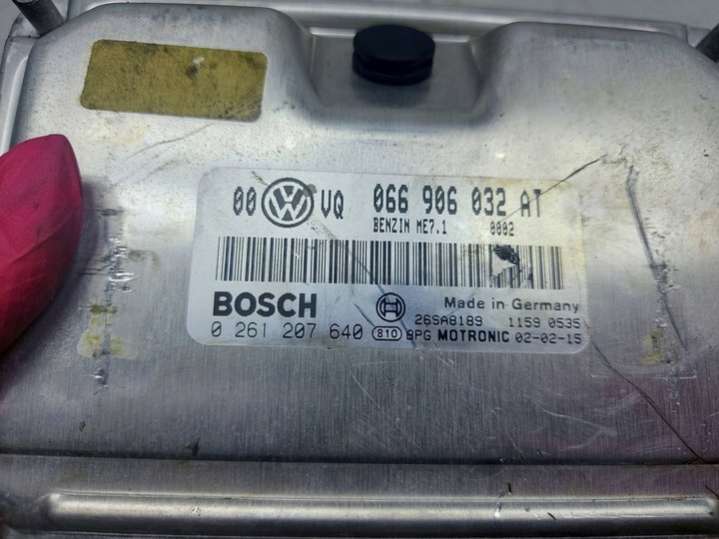 00 VW VQ 066 906 032 AT
BENZIN ME7.1 0002
BOSCH Made in Germany
26SA8189 1159 0535
0 261 207 640 810 BPG MOTRONIC 02-02-15